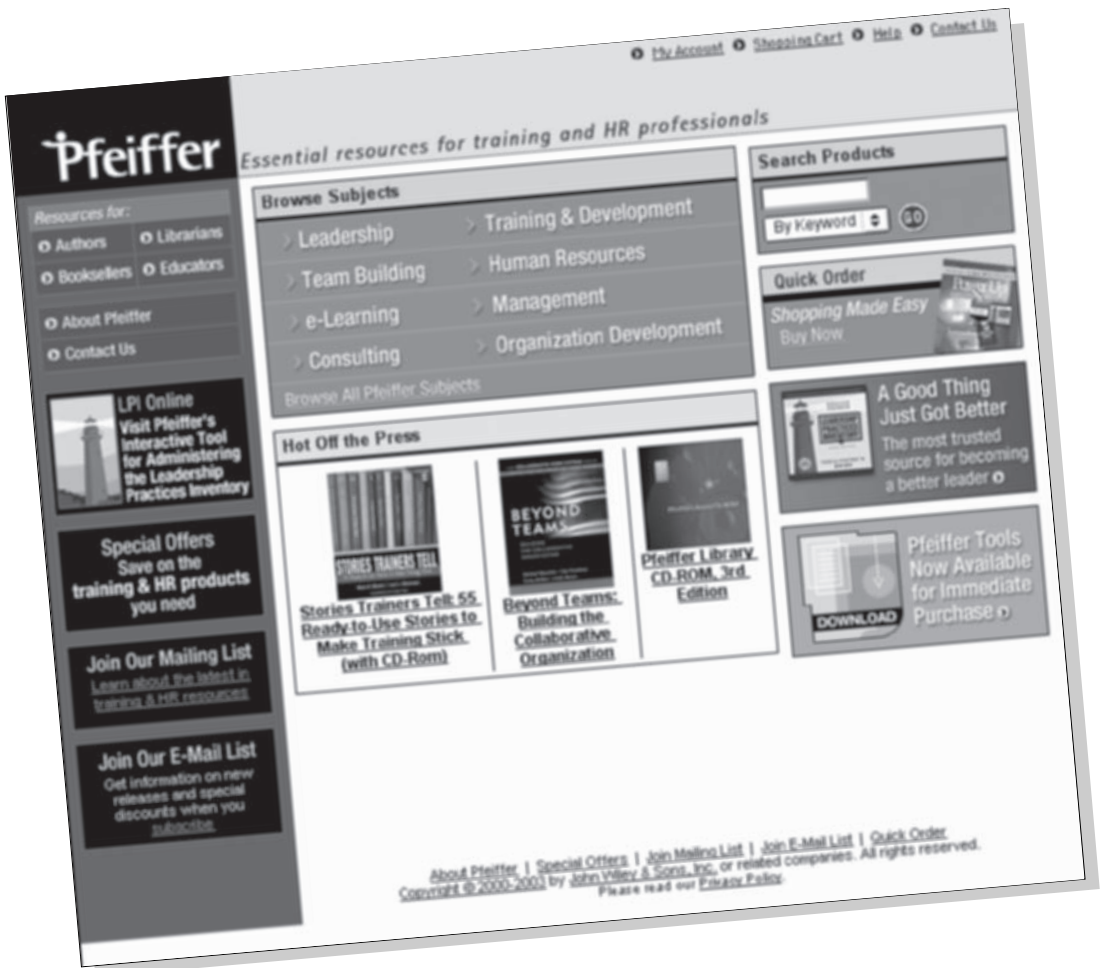 My Account Shopping Cart Help Contact Us
Pfeiffer
Essential resources for training and HR professionals
Resources for:
Authors
Librarians
Booksellers
Educators
About Pfeiffer
Contact Us
LPI Online
Visit Pfeiffer's
Interactive Tool
for Administering
the Leadership
Practices Inventory
Special Offers
Save on the
training & HR products
you need
Join Our Mailing List
Learn about the latest in
training & HR resources
Join Our E-Mail List
Get information on new
releases and special
discounts when you
subscribe
Browse Subjects
Leadership
Training & Development
Team Building
Human Resources
e-Learning
Management
Consulting
Organization Development
Browse All Pfeiffer Subjects
Hot Off the Press
STORIES TRAINERS TELL
Stories Trainers Tell: 55
Ready-to-Use Stories to
Make Training Stick
(with CD-Rom)
BEYOND
TEAMS
Beyond Teams:
Building the
Collaborative
Organization
Pfeiffer Library
CD-ROM, 3rd
Edition
Search Products
By Keyword
GO
Quick Order
Shopping Made Easy
Buy Now
A Good Thing
Just Got Better
The most trusted
source for becoming
a better leader
DOWNLOAD
Pfeiffer Tools
Now Available
for Immediate
Purchase
About Pfeiffer | Special Offers | Join Mailing List | Join E-Mail List | Quick Order
Copyright © 2000-2003 by John Wiley & Sons, Inc. or related companies. All rights reserved.
Please read our Privacy Policy.